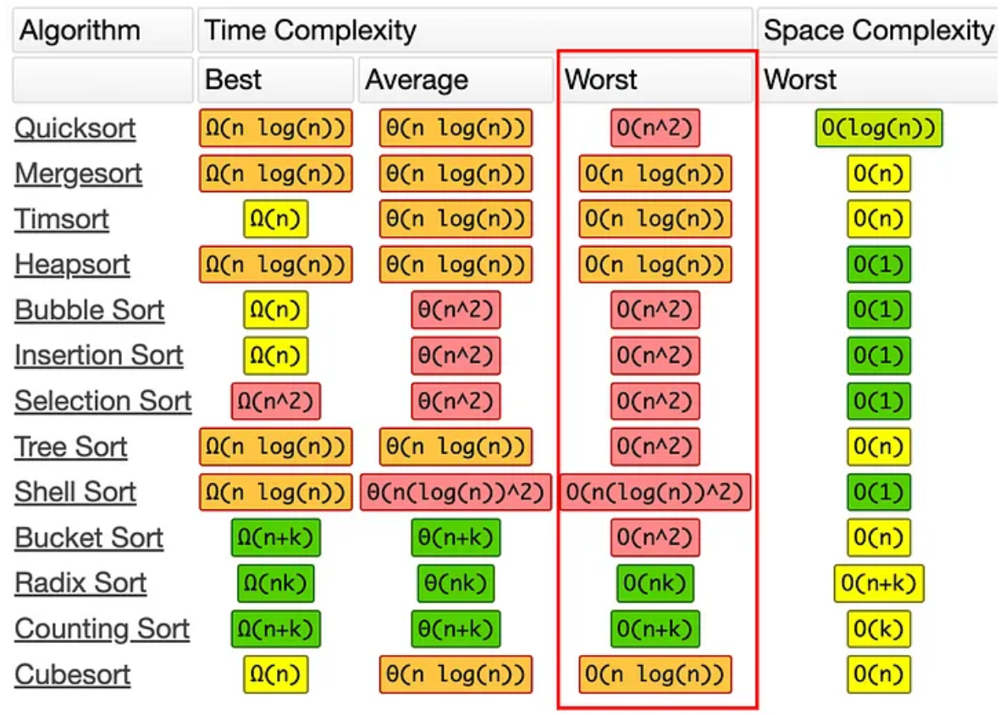 Algorithm Time Complexity Space Complexity
Best Average Worst Worst
Quicksort Ω(n log(n)) Θ(n log(n)) O(n^2) O(log(n))
Mergesort Ω(n log(n)) Θ(n log(n)) O(n log(n)) O(n)
Timsort Ω(n) Θ(n log(n)) O(n log(n)) O(n)
Heapsort Ω(n log(n)) Θ(n log(n)) O(n log(n)) O(1)
Bubble Sort Ω(n) Θ(n^2) O(n^2) O(1)
Insertion Sort Ω(n) Θ(n^2) O(n^2) O(1)
Selection Sort Ω(n^2) Θ(n^2) O(n^2) O(1)
Tree Sort Ω(n log(n)) Θ(n log(n)) O(n^2) O(n)
Shell Sort Ω(n log(n)) Θ(n(log(n))^2) O(n(log(n))^2) O(1)
Bucket Sort Ω(n+k) Θ(n+k) O(n^2) O(n)
Radix Sort Ω(nk) Θ(nk) O(nk) O(n+k)
Counting Sort Ω(n+k) Θ(n+k) O(n+k) O(k)
Cubesort Ω(n) Θ(n log(n)) O(n log(n)) O(n)